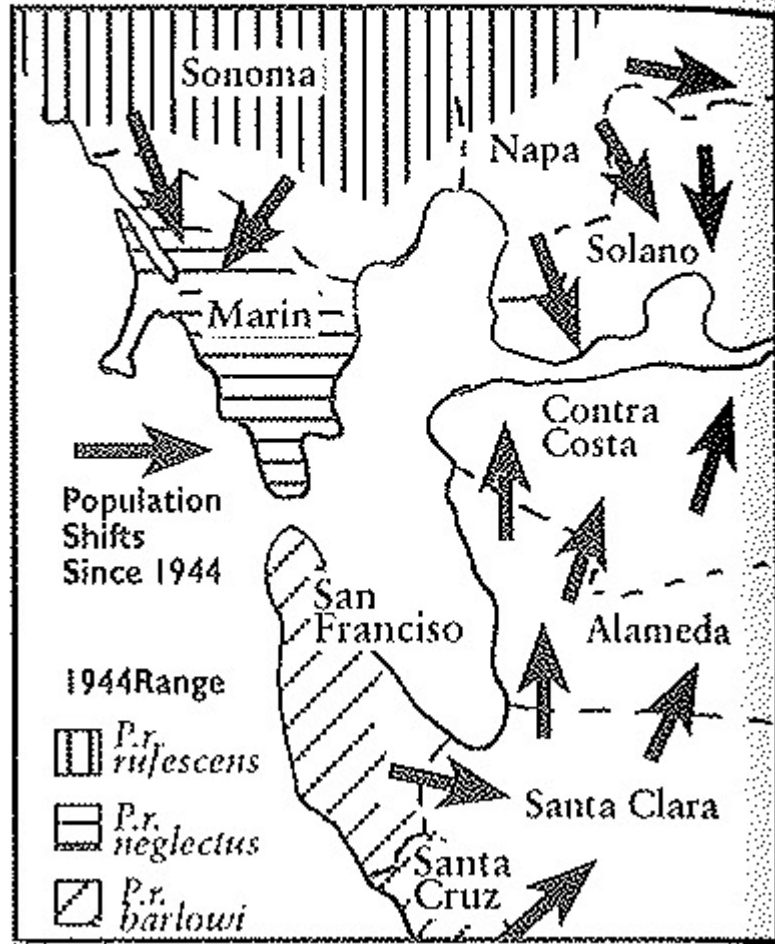 Sonoma
Napa
Solano
Marin
Contra
Costa
Population
Shifts
Since 1944
San
Franciso
Alameda
1944Range
P.r.
rufescens
P.r.
neglectus
P.r.
barlowi
Santa Clara
Santa
Cruz